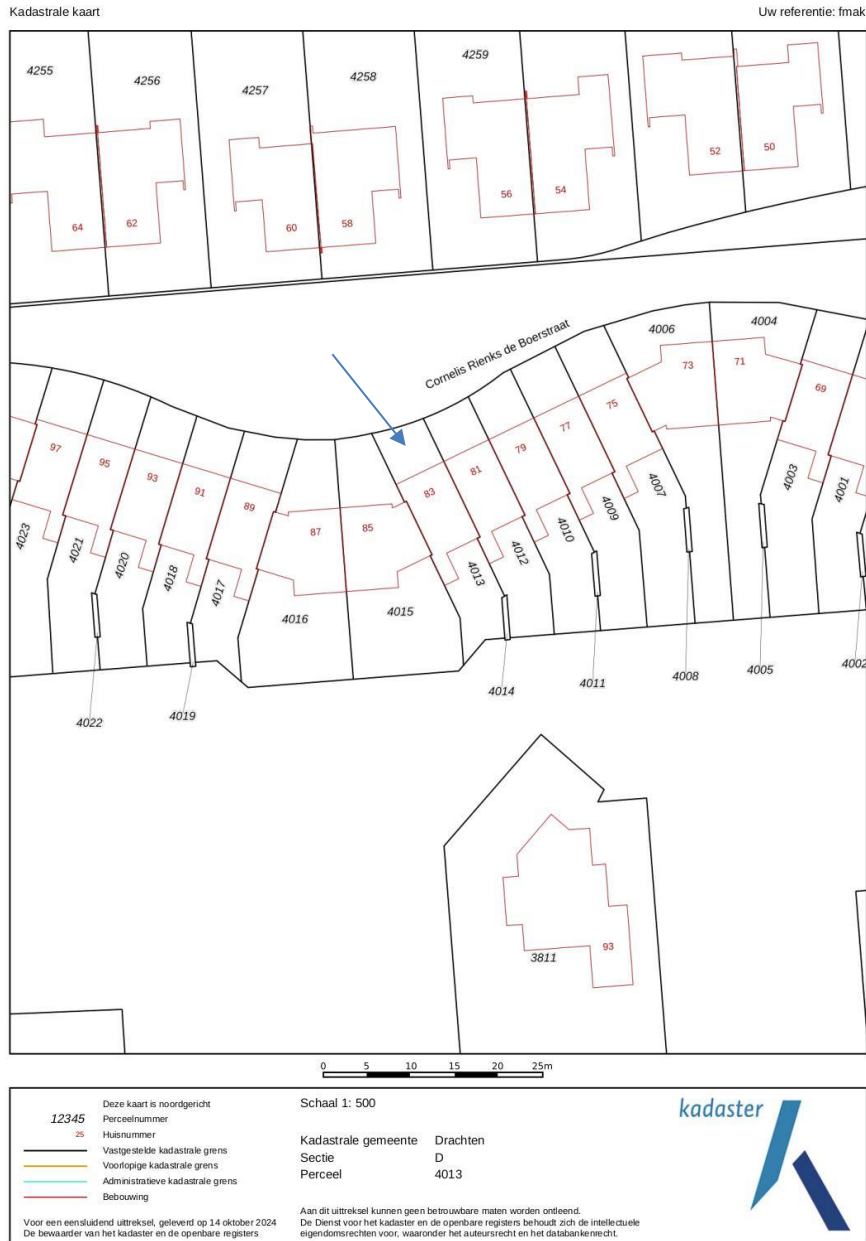 Kadastrale kaart
Uw referentie: fmak
4255
4256
4257
4258
4259
64
62
60
58
56
54
52
50
Cornelis Rienks de Boerstraat
4006
4004
73
71
69
97
95
93
91
89
87
85
83
81
79
77
75
4023
4021
4020
4018
4017
4016
4015
4013
4012
4010
4009
4007
4003
4001
4022
4019
4014
4011
4008
4005
4002
3811
93
0 5 10 15 20 25m
Deze kaart is noordgericht
12345 Perceelnummer
25 Huisnummer
Vastgestelde kadastrale grens
Voorlopige kadastrale grens
Administratieve kadastrale grens
Bebouwing
Voor een eensluidend uittreksel, geleverd op 14 oktober 2024
De bewaarder van het kadaster en de openbare registers
Schaal 1: 500
Kadastrale gemeente Drachten
Sectie D
Perceel 4013
Aan dit uittreksel kunnen geen betrouwbare maten worden ontleend.
De Dienst voor het kadaster en de openbare registers behoudt zich de intellectuele
eigendomsrechten voor, waaronder het auteursrecht en het databankenrecht.
kadaster